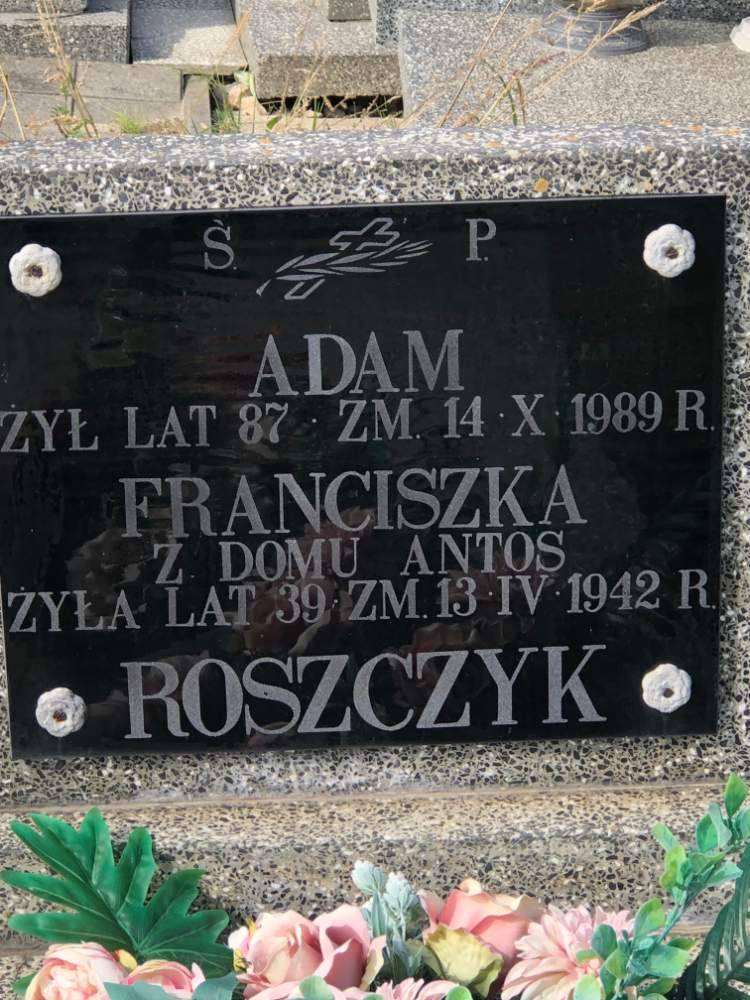 Ś. P.
ADAM
ŻYŁ LAT 87 · ZM. 14 · X · 1989 R.
FRANCISZKA
Z DOMU ANTOS
ŻYŁA LAT 39 · ZM. 13 · IV · 1942 R.
ROSZCZYK